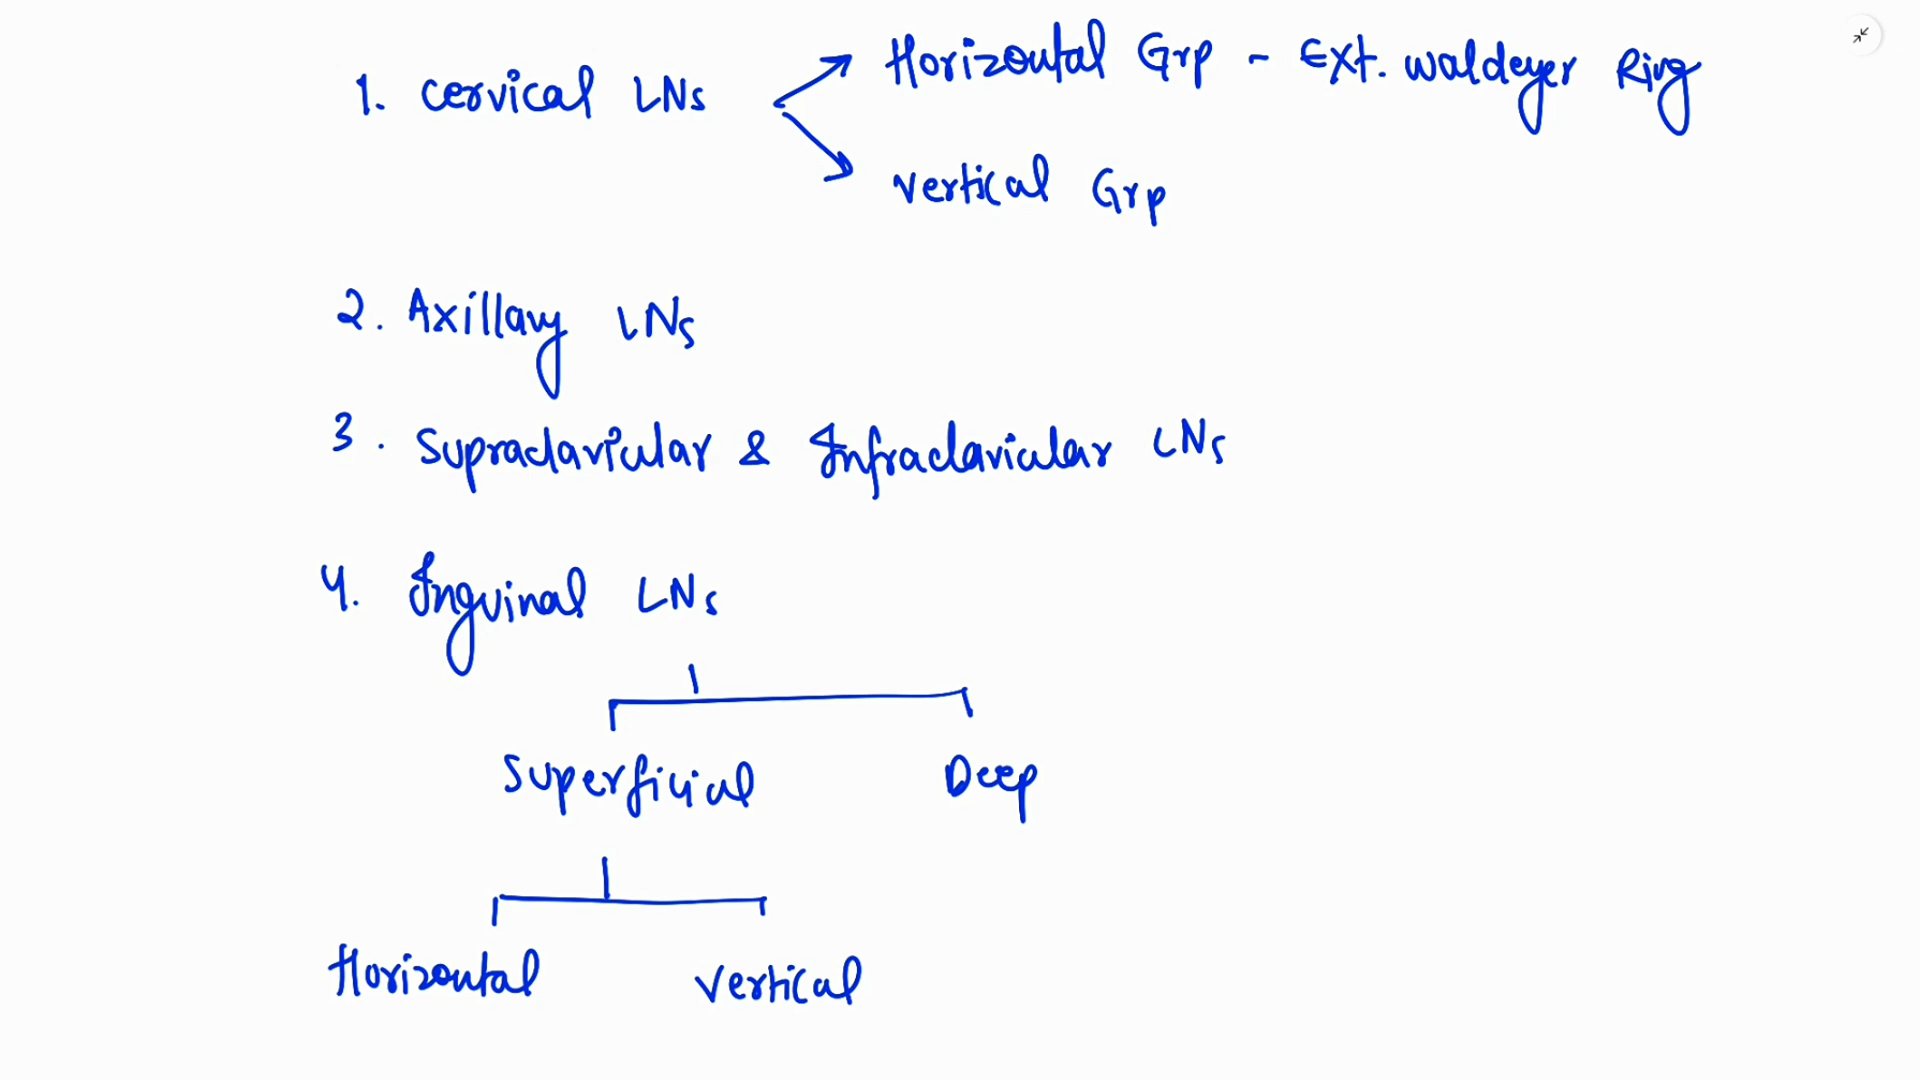 1. Cervical LNs Horizontal Grp - Ext. Waldeyer Ring
Vertical Grp
2. Axillary LNs
3. Supraclavicular & Infraclavicular LNs
4. Inguinal LNs
Superficial Deep
Horizontal Vertical